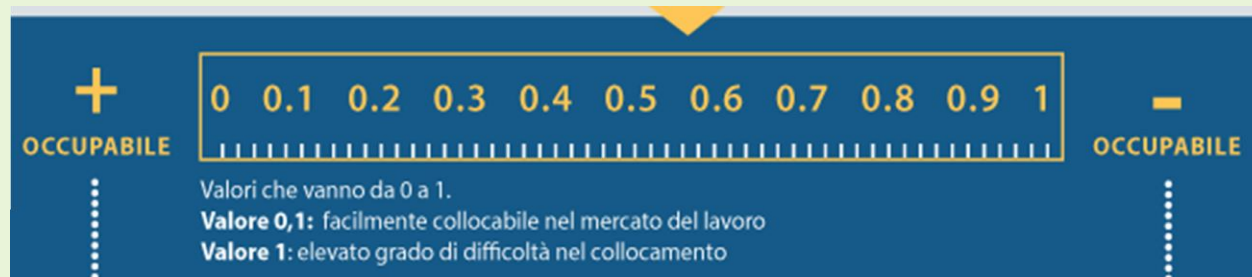 +
OCCUPABILE
0 0.1 0.2 0.3 0.4 0.5 0.6 0.7 0.8 0.9 1
-
OCCUPABILE
Valori che vanno da 0 a 1.
Valore 0,1: facilmente collocabile nel mercato del lavoro
Valore 1: elevato grado di difficoltà nel collocamento